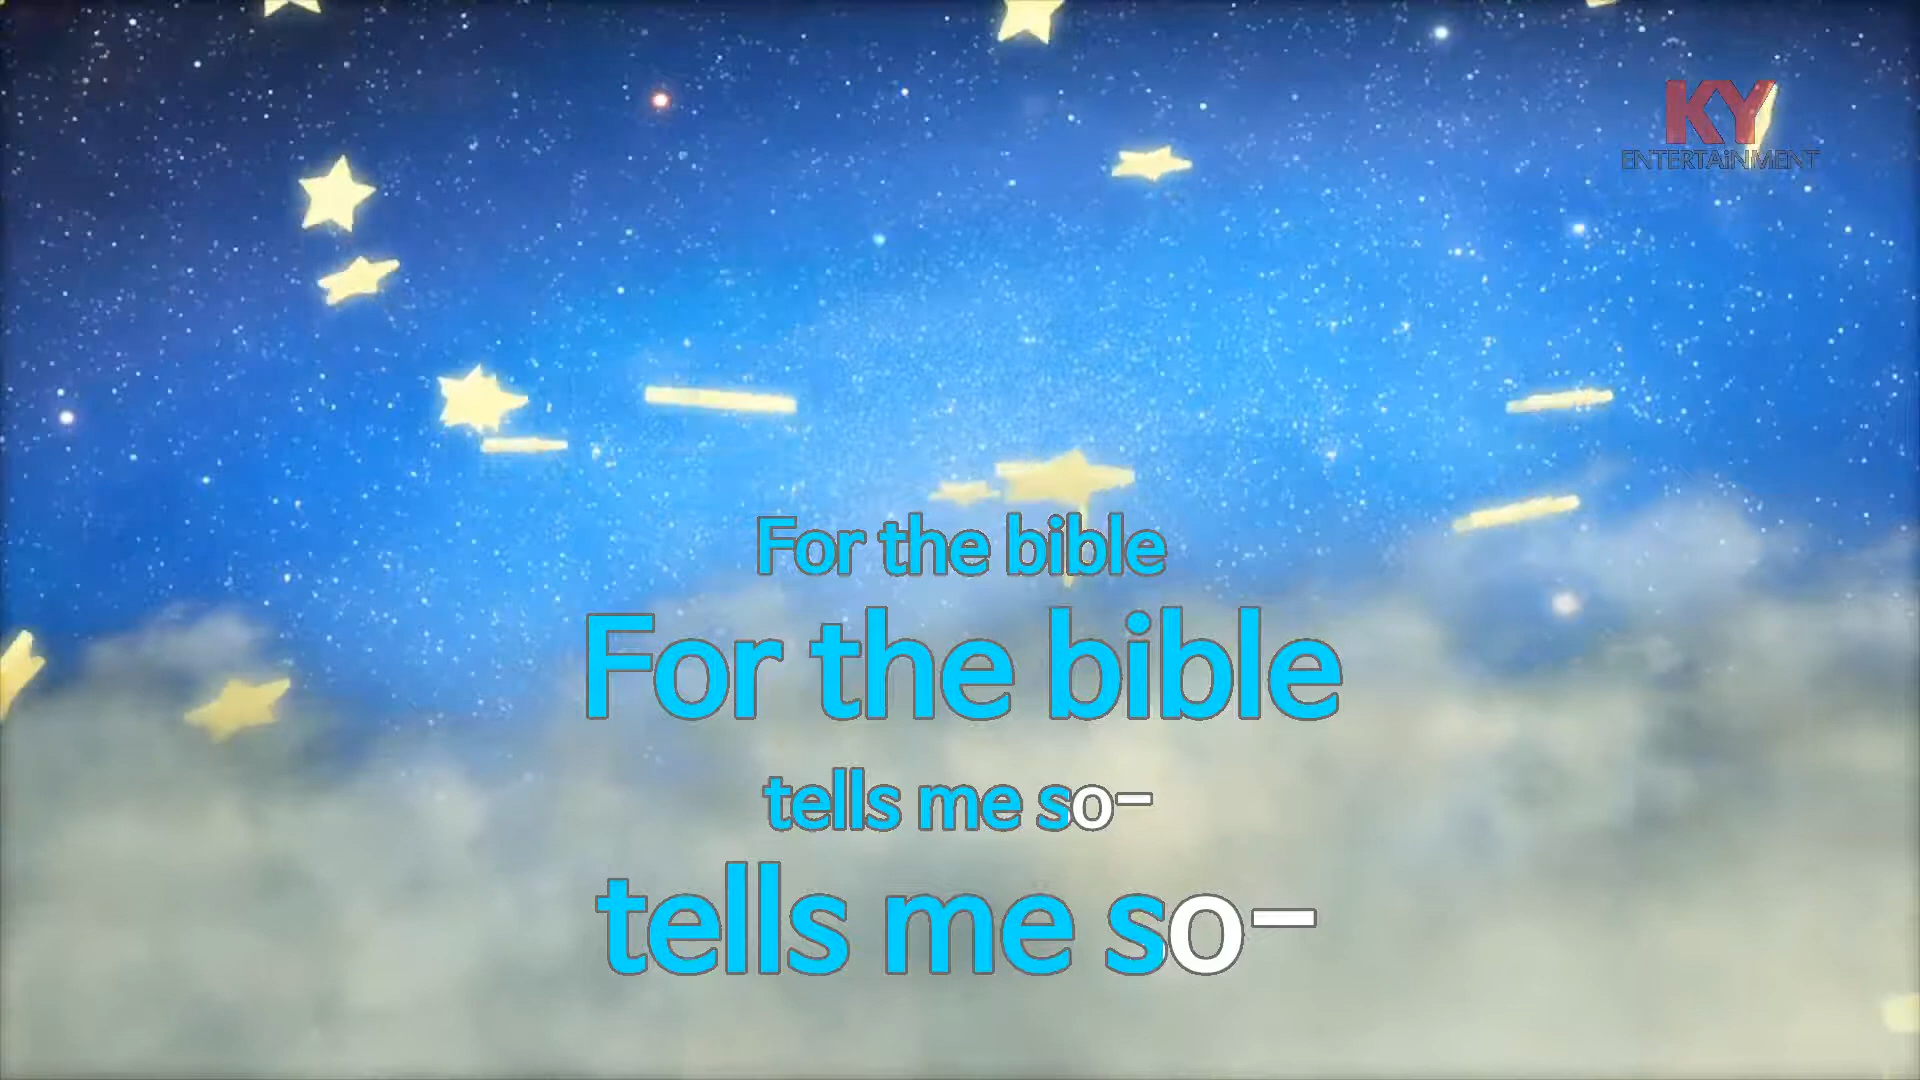 KY
ENTERTAiNMENT
For the bible
For the bible
tells me so-
tells me so-